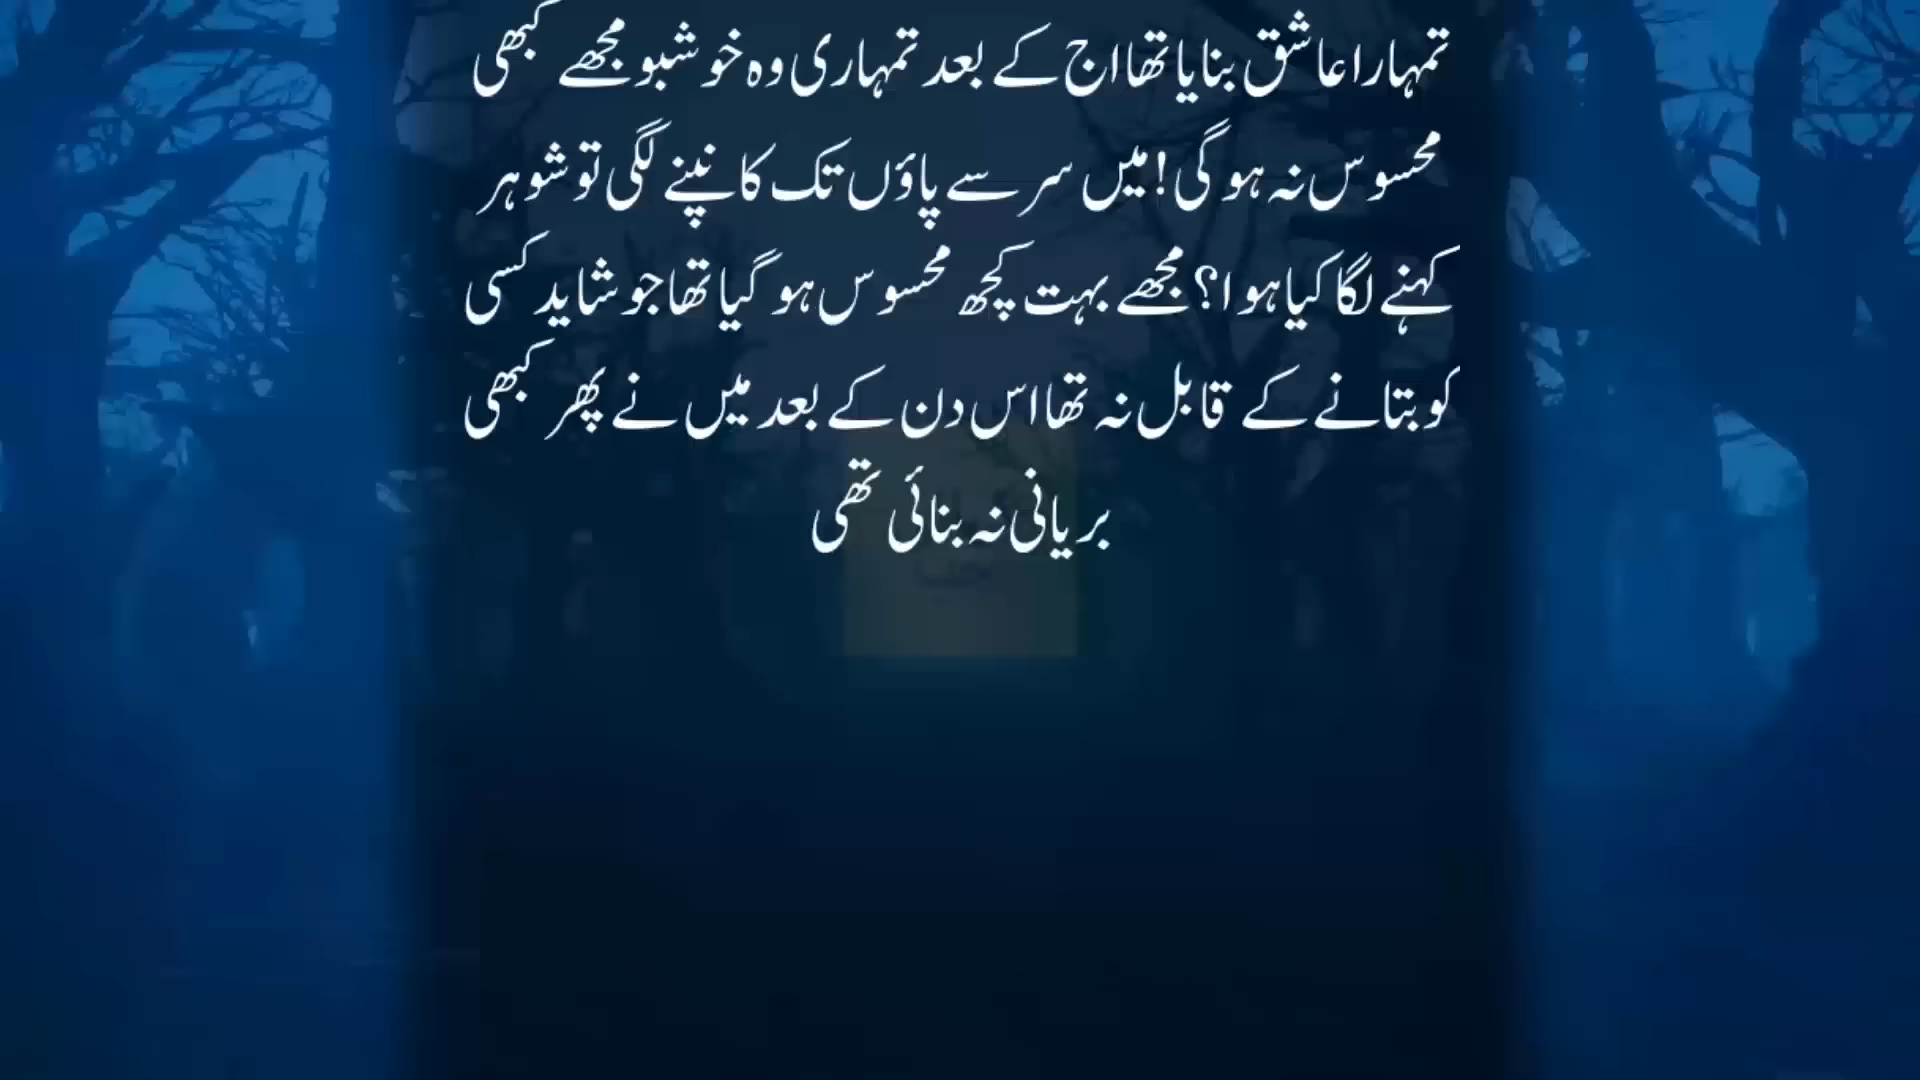 تمہارا عاشق بنایا تھا اج کے بعد تمہاری وہ خوشبو مجھے کبھی
محسوس نہ ہوگی ! میں سر سے پاؤں تک کانپنے لگی تو شوہر
کہنے لگا کیا ہوا ؟ مجھے بہت کچھ محسوس ہو گیا تھا جو شاید کسی
کو بتانے کے قابل نہ تھا اس دن کے بعد میں نے پھر کبھی
بریانی نہ بنائی تھی